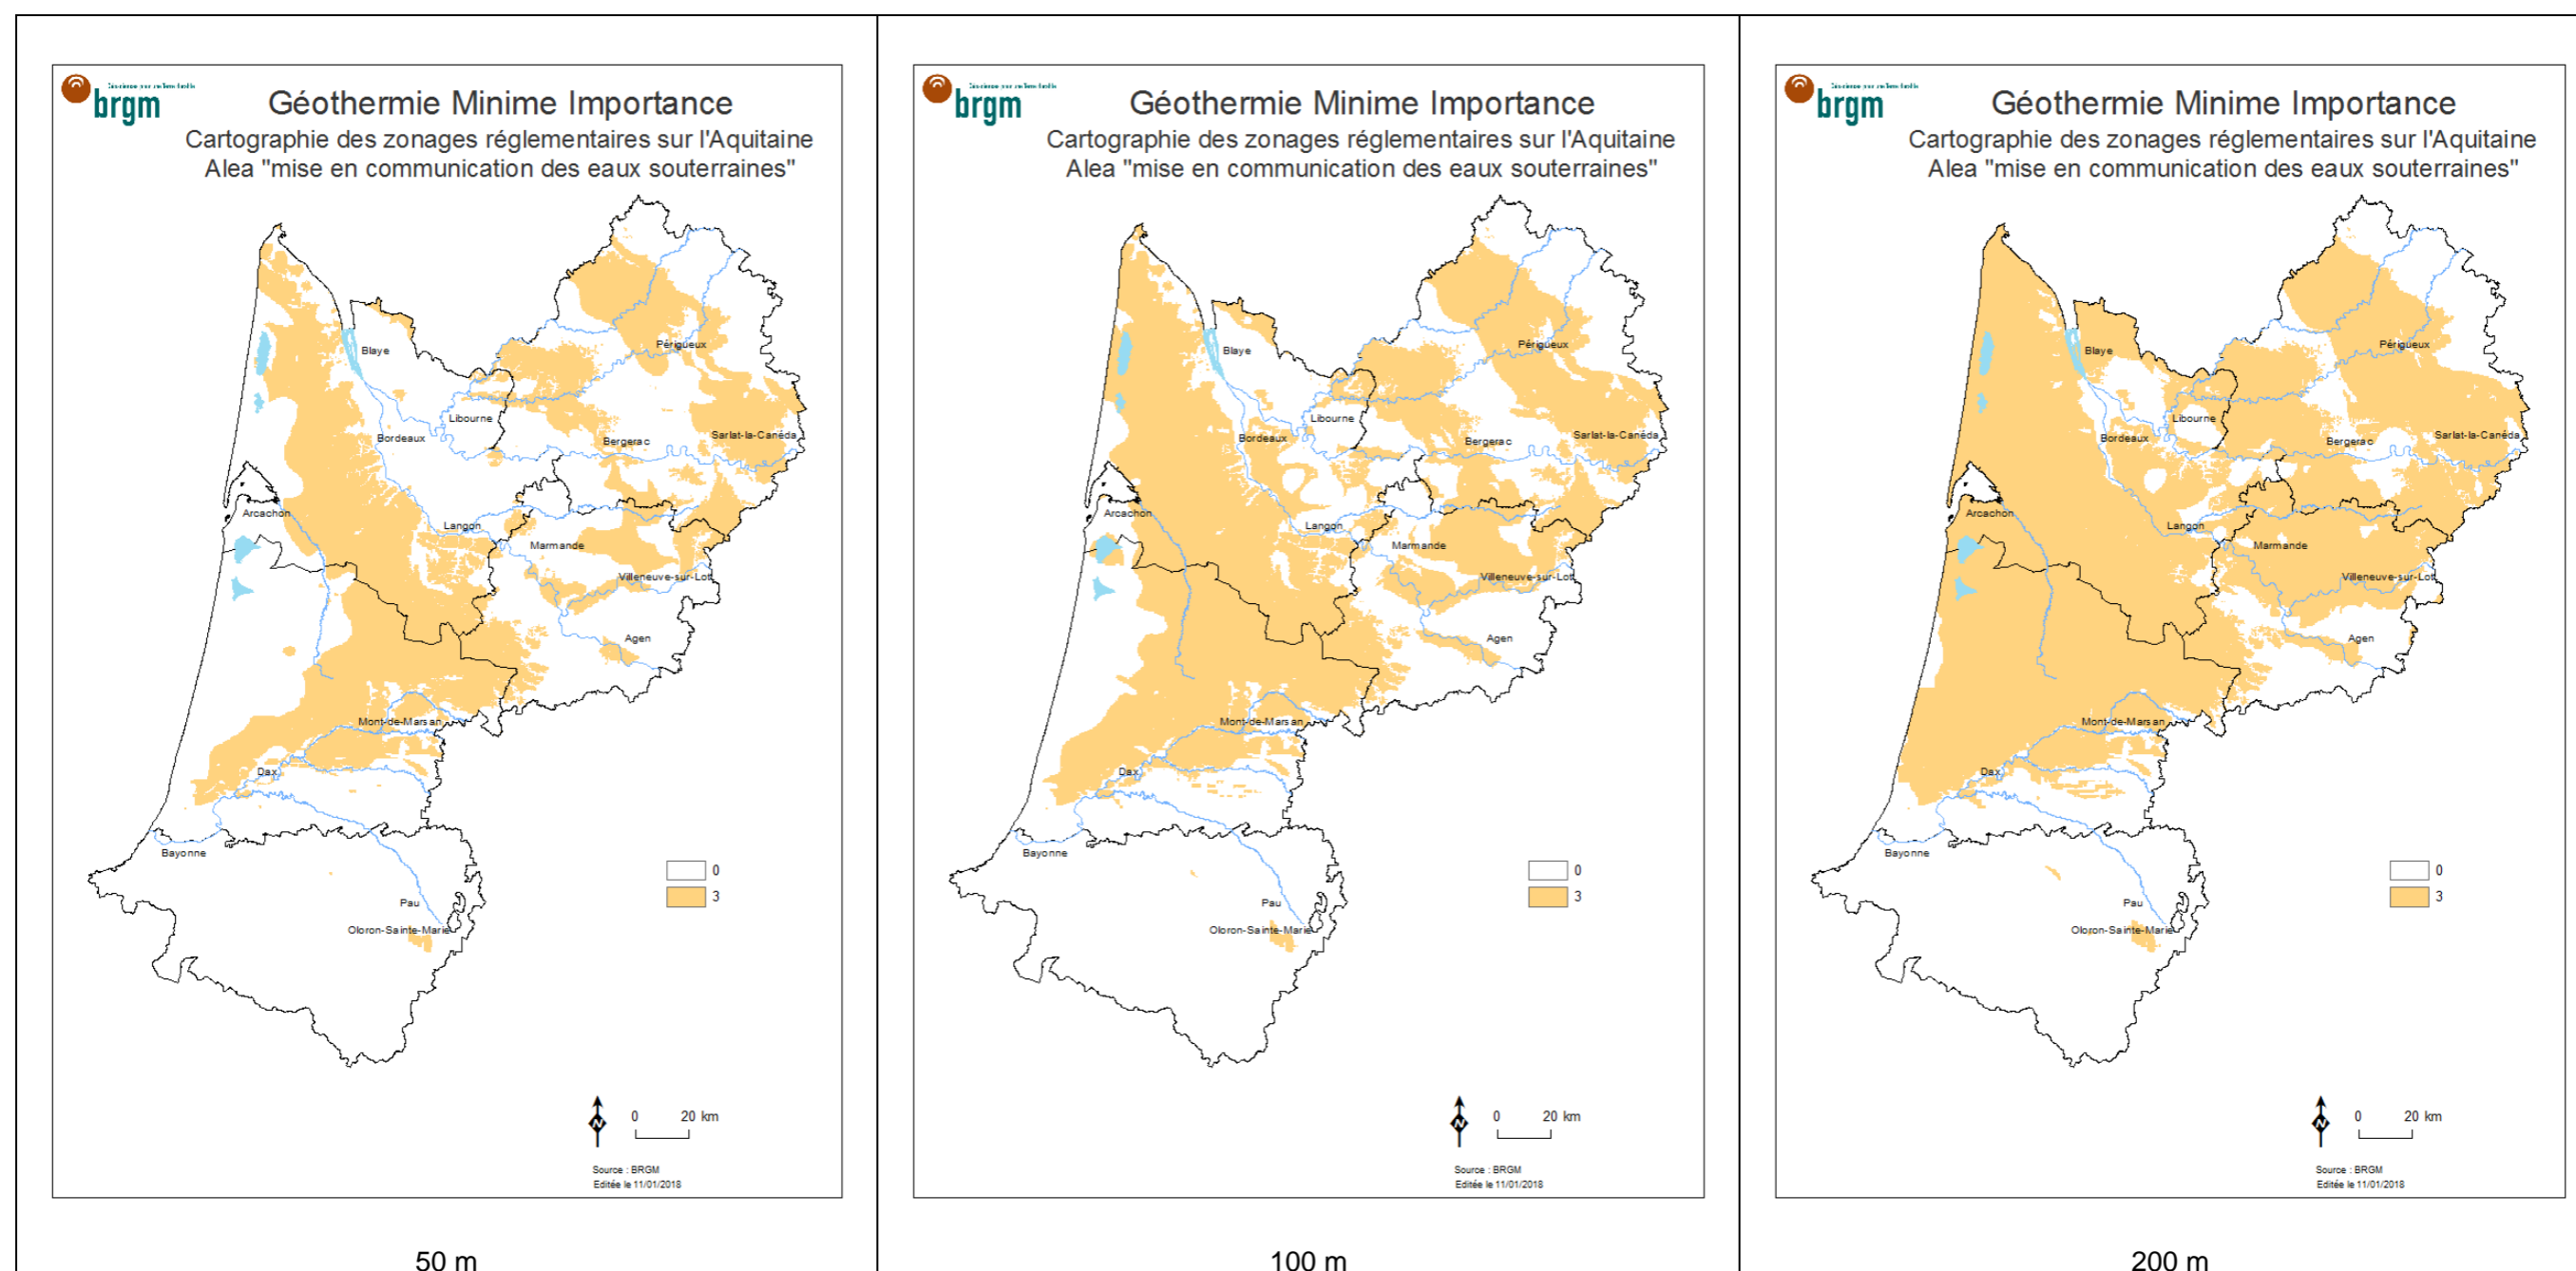 brgm
Géothermie Minime Importance
Cartographie des zonages réglementaires sur l'Aquitaine
Alea "mise en communication des eaux souterraines"
Blaye
Périgueux
Libourne
Bordeaux
Bergerac
Sarlat-la-Canéda
Arcachon
Langon
Marmande
Villeneuve-sur-Lot
Agen
Mont-de-Marsan
Dax
Bayonne
Pau
Oloron-Sainte-Marie
0
3
N
0 20 km
Source : BRGM
Editée le 11/01/2018
50 m
brgm
Géothermie Minime Importance
Cartographie des zonages réglementaires sur l'Aquitaine
Alea "mise en communication des eaux souterraines"
Blaye
Périgueux
Libourne
Bordeaux
Bergerac
Sarlat-la-Canéda
Arcachon
Langon
Marmande
Villeneuve-sur-Lot
Agen
Mont-de-Marsan
Dax
Bayonne
Pau
Oloron-Sainte-Marie
0
3
N
0 20 km
Source : BRGM
Editée le 11/01/2018
100 m
brgm
Géothermie Minime Importance
Cartographie des zonages réglementaires sur l'Aquitaine
Alea "mise en communication des eaux souterraines"
Blaye
Périgueux
Libourne
Bordeaux
Bergerac
Sarlat-la-Canéda
Arcachon
Langon
Marmande
Villeneuve-sur-Lot
Agen
Mont-de-Marsan
Dax
Bayonne
Pau
Oloron-Sainte-Marie
0
3
N
0 20 km
Source : BRGM
Editée le 11/01/2018
200 m